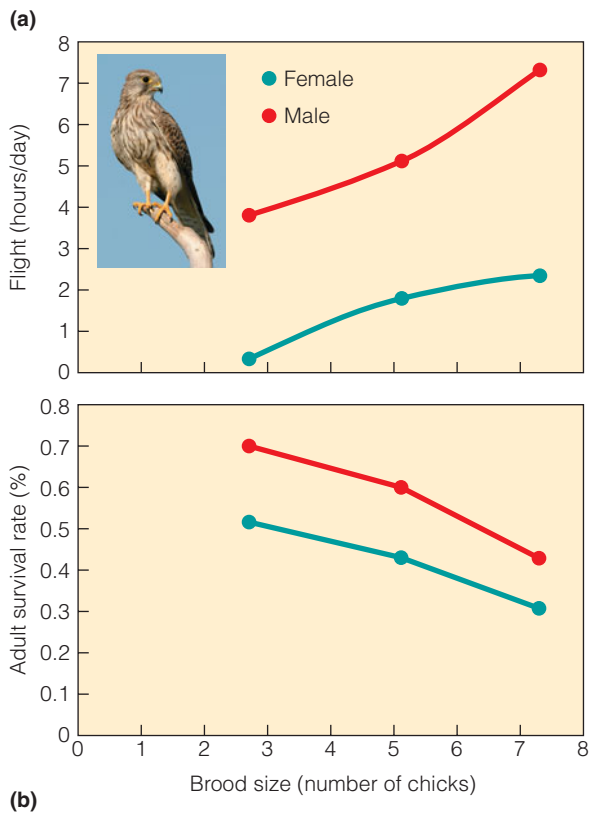 (a)
Flight (hours/day)
8
7
6
5
4
3
2
1
0
Female
Male
Adult survival rate (%)
0.8
0.7
0.6
0.5
0.4
0.3
0.2
0.1
0
0 1 2 3 4 5 6 7 8
Brood size (number of chicks)
(b)